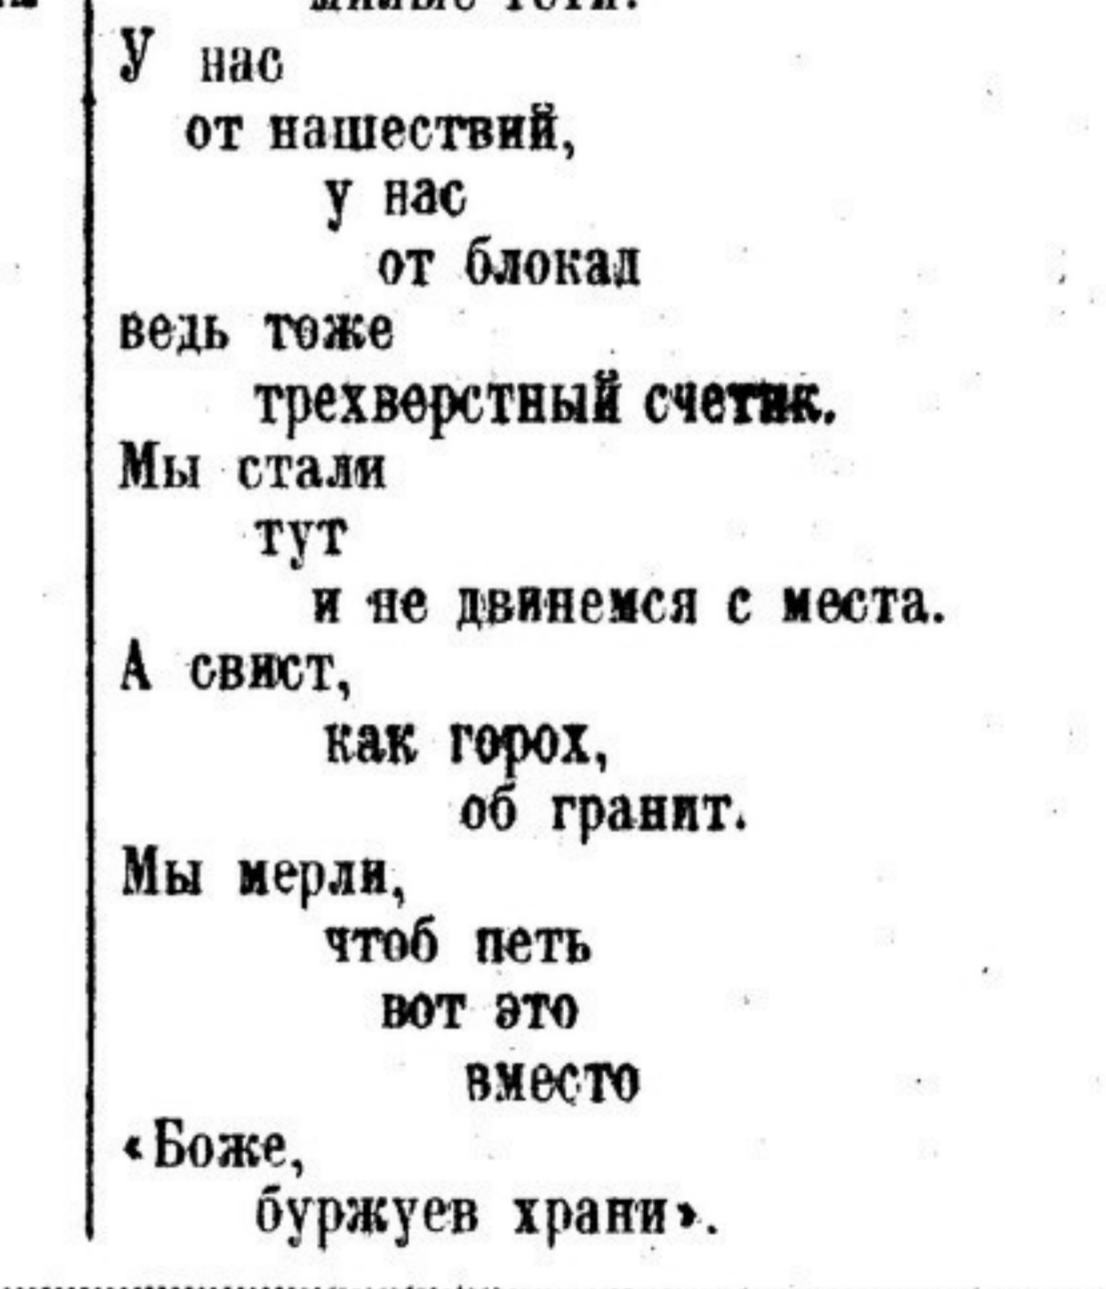 У нас
от нашествий,
у нас
от блокад
ведь тоже
трехверстный счетик.
Мы стали
тут
и не двинемся с места.
А свист,
как горох,
об гранит.
Мы мерли,
чтоб петь
вот это
вместо
«Боже,
буржуев храни».